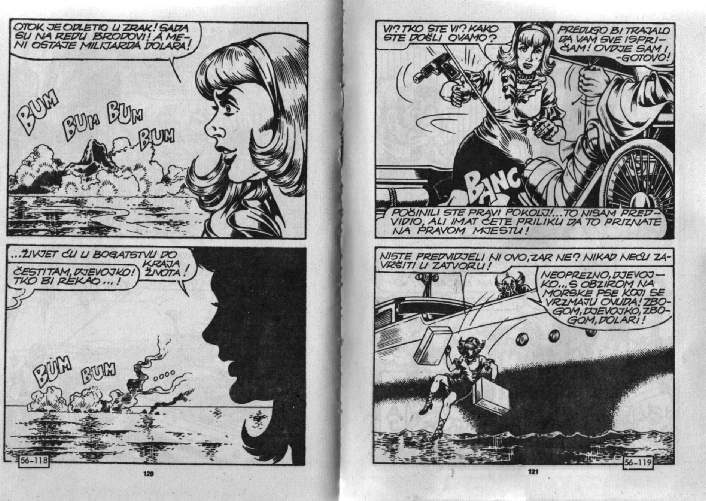 OTOK JE ODLETIO U ZRAK! SADA
SU NA REDU BRODOVI! A ME-
NI OSTAJE MILIJARDA DOLARA!
BUM
BUM
BUM
BUM
...ŽIVJET ĆU U BOGATSTVU DO
KRAJA
ŽIVOTA!
ČESTITAM, DJEVOJKO!
TKO BI REKAO...!
BUM
BUM
....
56-118
120
VI? TKO STE VI? KAKO
STE DOŠLI OVAMO?
PREDUGO BI TRAJALO
DA VAM SVE ISPRI-
ČAM! OVDJE SAM I
-GOTOVO!
BANG
POČINILI STE PRAVI POKOLJ!...TO NISAM PRED-
VIDIO, ALI IMAT ĆETE PRILIKU DA TO PRIZNATE
NA PRAVOM MJESTU!
NISTE PREDVIDJELI NI OVO, ZAR NE? NIKAD NEĆU ZA-
VRŠITI U ZATVORU!
NEOPREZNO, DJEVOJ-
KO...S OBZIROM NA
MORSKE PSE KOJI SE
VRZMAJU OVUDA! ZBO-
GOM, DJEVOJKO, ZBO-
GOM, DOLARI!
56-119
121